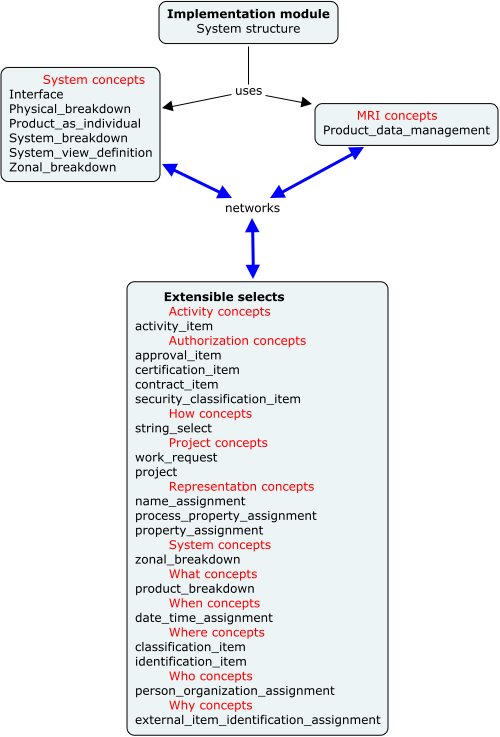 Implementation module
System structure
uses
System concepts
Interface
Physical_breakdown
Product_as_individual
System_breakdown
System_view_definition
Zonal_breakdown
MRI concepts
Product_data_management
networks
Extensible selects
Activity concepts
activity_item
Authorization concepts
approval_item
certification_item
contract_item
security_classification_item
How concepts
string_select
Project concepts
work_request
project
Representation concepts
name_assignment
process_property_assignment
property_assignment
System concepts
zonal_breakdown
What concepts
product_breakdown
When concepts
date_time_assignment
Where concepts
classification_item
identification_item
Who concepts
person_organization_assignment
Why concepts
external_item_identification_assignment